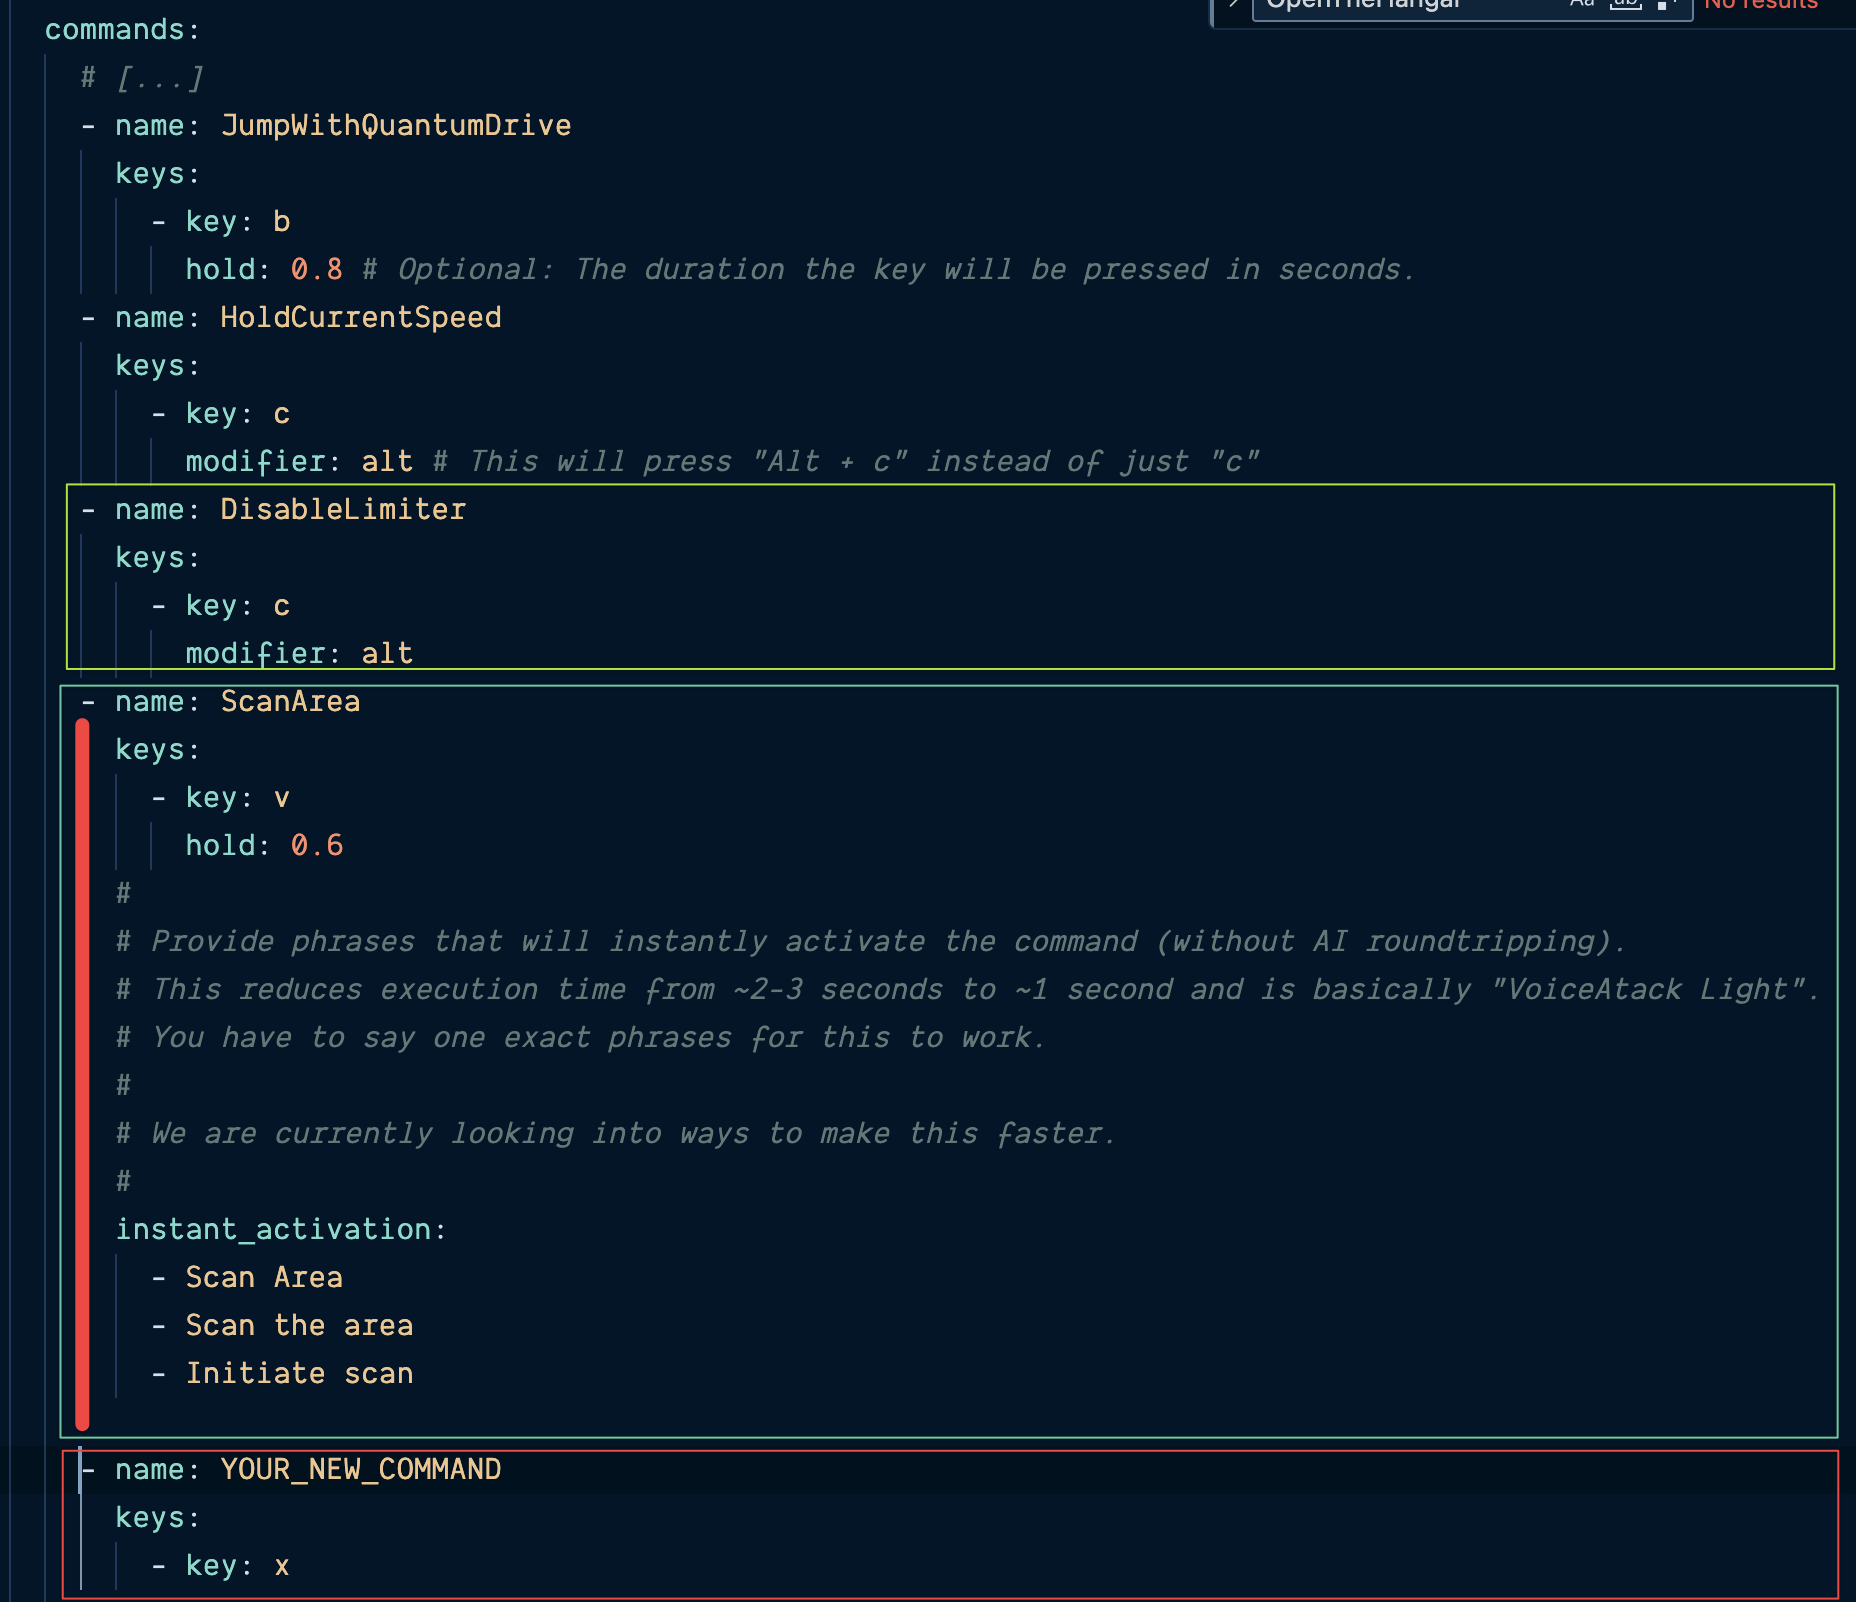 OpenTheHangar Aa ab No results
commands:
# [...]
- name: JumpWithQuantumDrive
keys:
- key: b
hold: 0.8 # Optional: The duration the key will be pressed in seconds.
- name: HoldCurrentSpeed
keys:
- key: c
modifier: alt # This will press "Alt + c" instead of just "c"
- name: DisableLimiter
keys:
- key: c
modifier: alt
- name: ScanArea
keys:
- key: v
hold: 0.6
#
# Provide phrases that will instantly activate the command (without AI roundtripping).
# This reduces execution time from ~2-3 seconds to ~1 second and is basically "VoiceAtack Light".
# You have to say one exact phrases for this to work.
#
# We are currently looking into ways to make this faster.
#
instant_activation:
- Scan Area
- Scan the area
- Initiate scan
- name: YOUR_NEW_COMMAND
keys:
- key: x